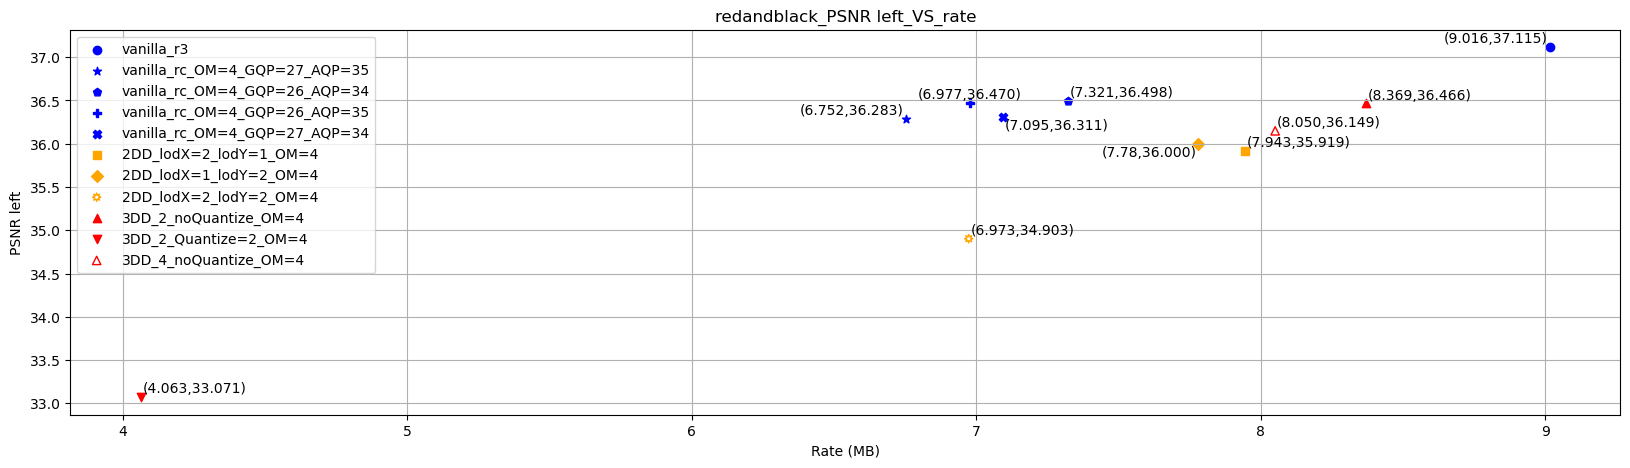 redandblack_PSNR left_VS_rate
PSNR left
37.0
36.5
36.0
35.5
35.0
34.5
34.0
33.5
33.0
vanilla_r3
vanilla_rc_OM=4_GQP=27_AQP=35
vanilla_rc_OM=4_GQP=26_AQP=34
vanilla_rc_OM=4_GQP=26_AQP=35
vanilla_rc_OM=4_GQP=27_AQP=34
2DD_lodX=2_lodY=1_OM=4
2DD_lodX=1_lodY=2_OM=4
2DD_lodX=2_lodY=2_OM=4
3DD_2_noQuantize_OM=4
3DD_2_Quantize=2_OM=4
3DD_4_noQuantize_OM=4
(9.016,37.115)
(6.752,36.283)
(6.977,36.470)
(7.321,36.498)
(7.095,36.311)
(8.369,36.466)
(8.050,36.149)
(7.943,35.919)
(7.78,36.000)
(6.973,34.903)
(4.063,33.071)
4
5
6
7
8
9
Rate (MB)